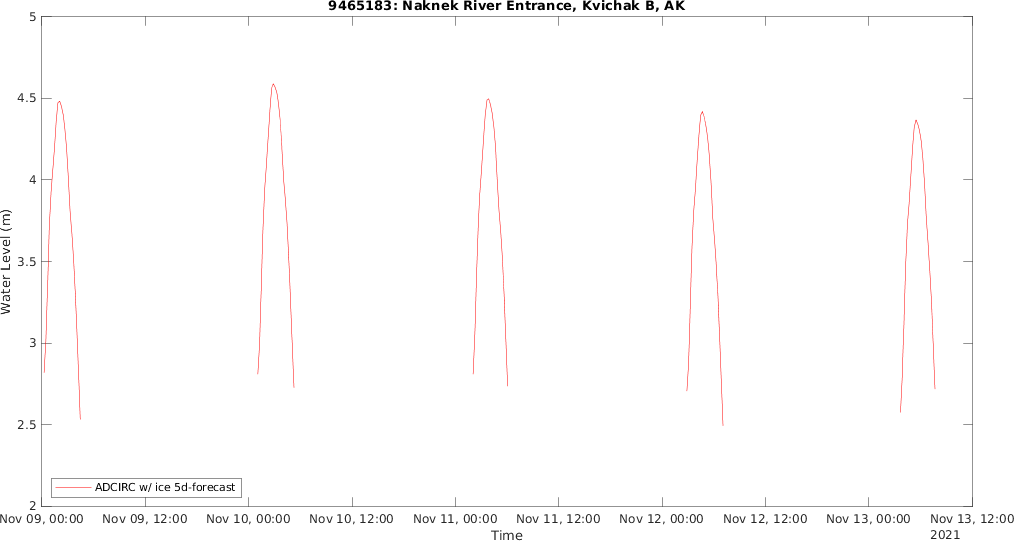 9465183: Naknek River Entrance, Kvichak B, AK
5
4.5
4
3.5
3
2.5
2
Water Level (m)
ADCIRC w/ ice 5d-forecast
Nov 09, 00:00 Nov 09, 12:00 Nov 10, 00:00 Nov 10, 12:00 Nov 11, 00:00 Nov 11, 12:00 Nov 12, 00:00 Nov 12, 12:00 Nov 13, 00:00 Nov 13, 12:00
Time
2021